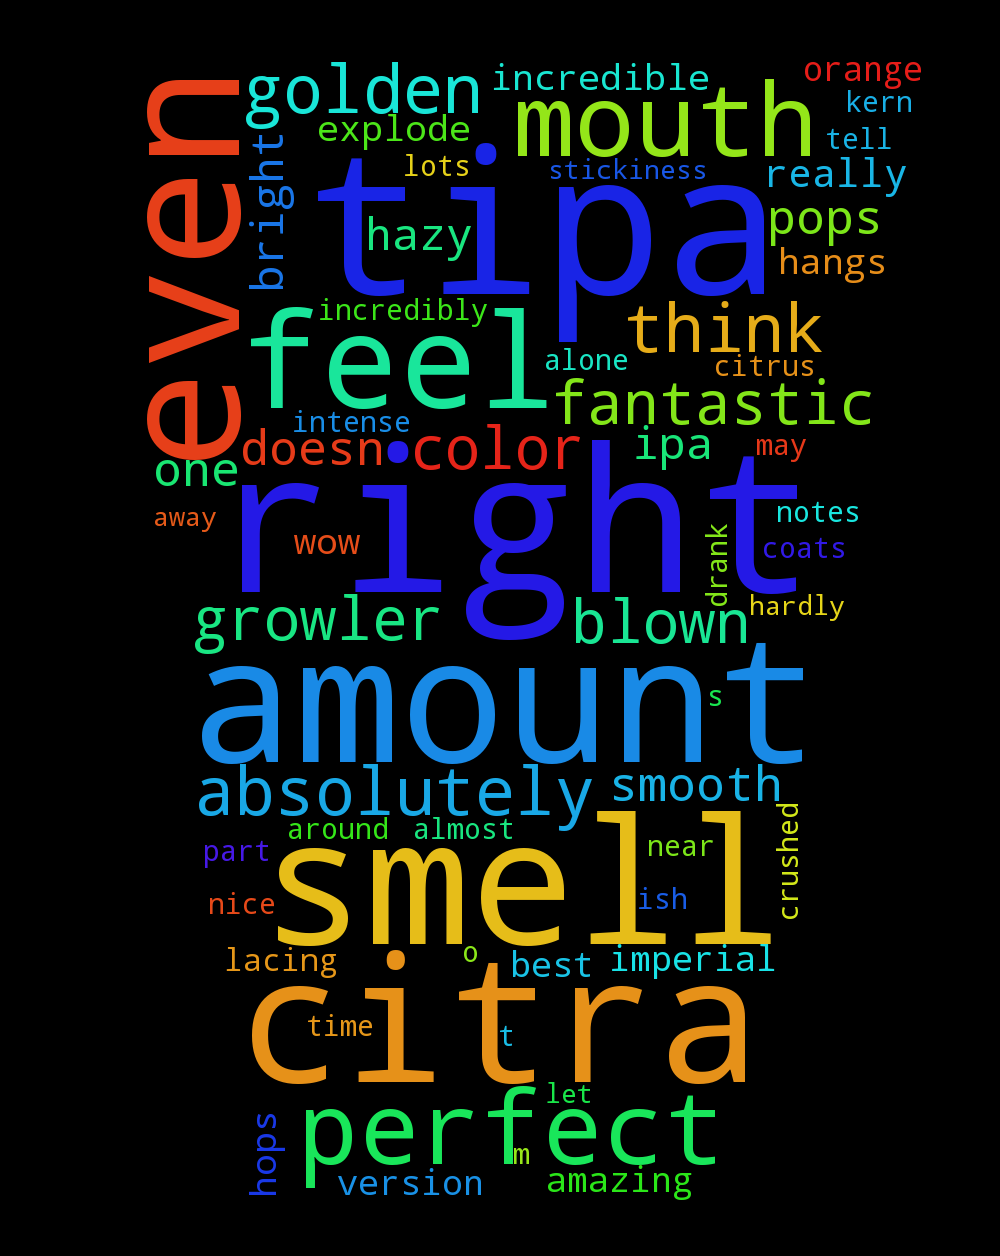 orange
golden
incredible
kern
mouth
explode
tell
even
bright
lots
stickiness
really
tipa
pops
hazy
hangs
incredibly
think
feel
alone
citrus
fantastic
intense
doesn
color
ipa
may
one
right
away
notes
wow
coats
drank
hardly
growler
blown
amount
s
absolutely
smooth
around
almost
crushed
part
near
smell
nice
ish
lacing
o
best
imperial
citra
time
t
let
perfect
hops
m
version
amazing